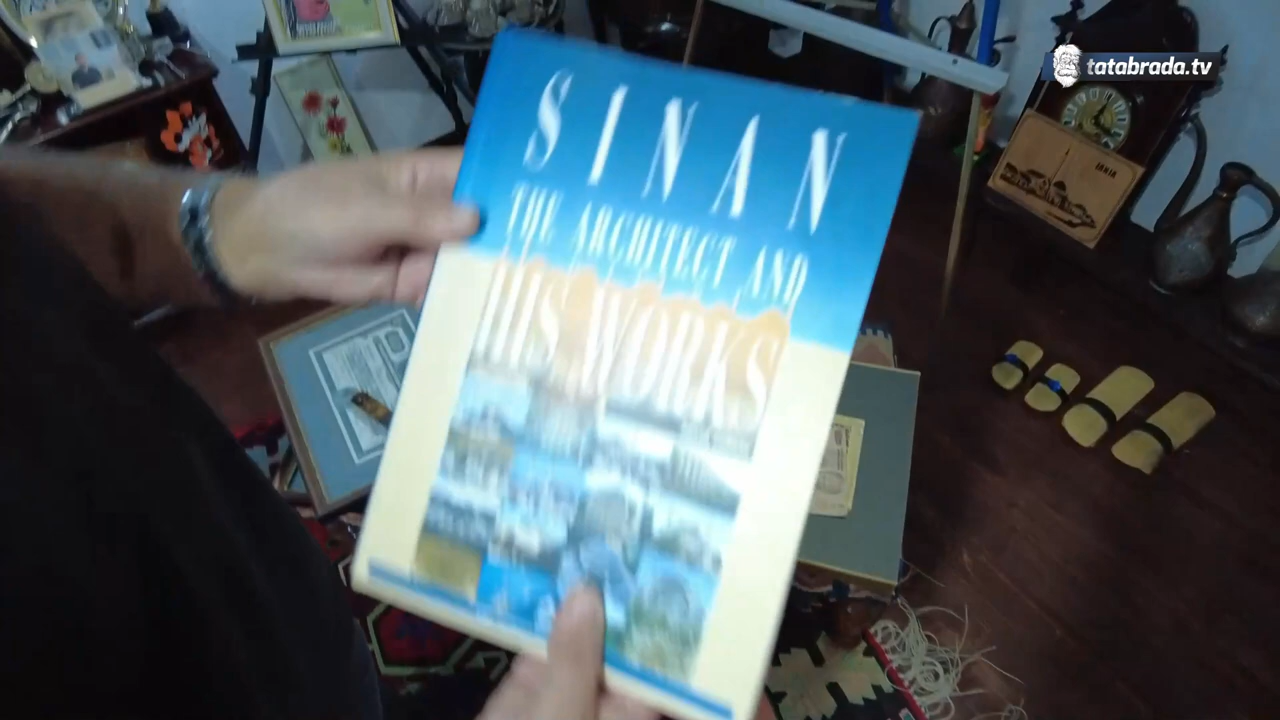 tatabrada.tv
SINAN
THE ARCHITECT AND
HIS WORKS